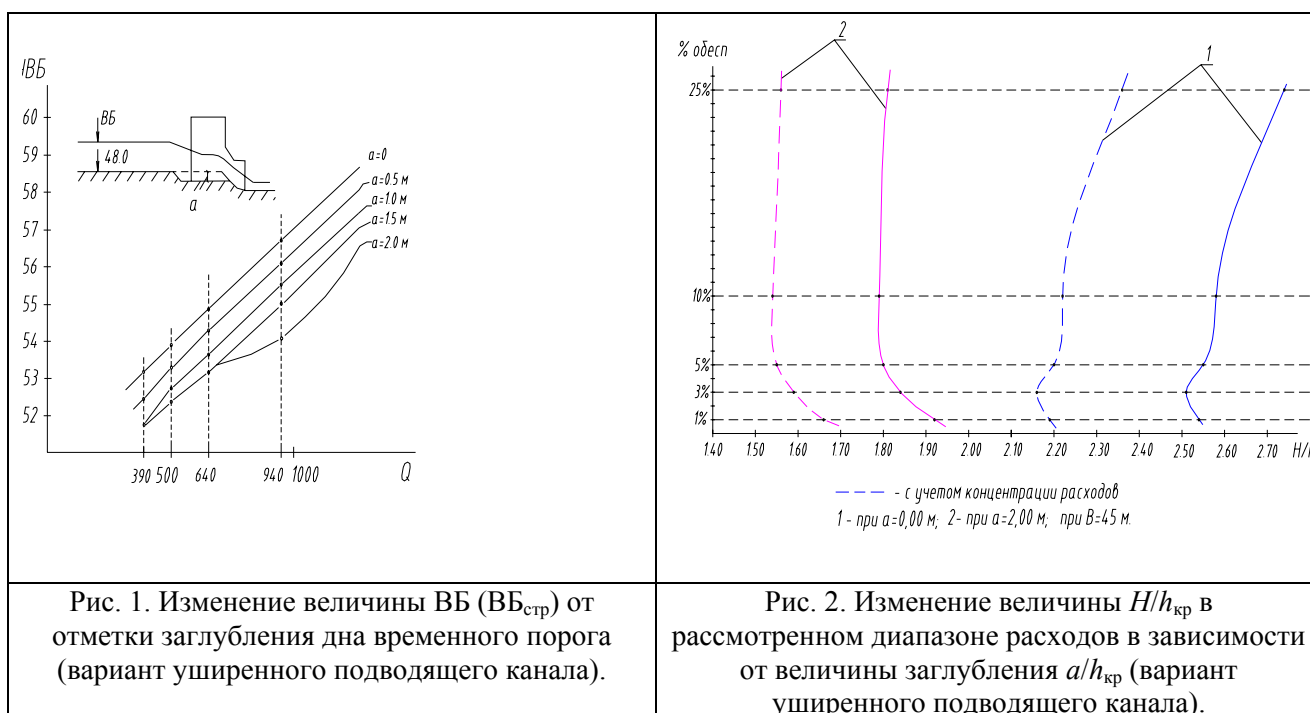 ↓ВБ
60
59
58
57
56
55
54
53
52
390 500 640 940 1000 Q
ВБ
48.0
a
a=0
a=0.5 м
a=1.0 м
a=1.5 м
a=2.0 м
Рис. 1. Изменение величины ВБ (ВБстр) от
отметки заглубления дна временного порога
(вариант уширенного подводящего канала).
% обесп
2
1
25%
10%
5%
3%
1%
1.40 1.50 1.60 1.70 1.80 1.90 2.00 2.10 2.20 2.30 2.40 2.50 2.60 2.70 H/
- с учетом концентрации расходов
1 - при a=0,00 м; 2- при a=2,00 м; при B=45 м.
Рис. 2. Изменение величины H/hкр в
рассмотренном диапазоне расходов в зависимости
от величины заглубления a/hкр (вариант
уширенного подводящего канала).